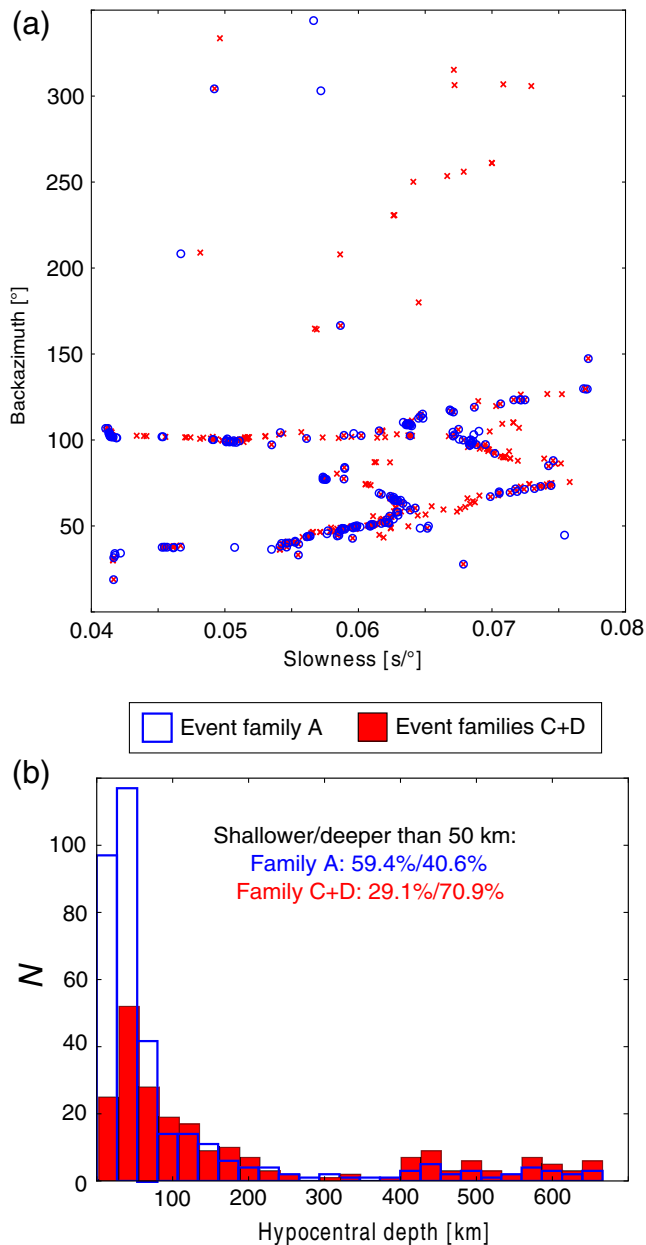 (a)
300
250
200
150
100
50
Backazimuth [°]
0.04 0.05 0.06 0.07 0.08
Slowness [s/°]
Event family A Event families C+D
(b)
Shallower/deeper than 50 km:
Family A: 59.4%/40.6%
Family C+D: 29.1%/70.9%
100
80
60
40
20
0
N
100 200 300 400 500 600
Hypocentral depth [km]